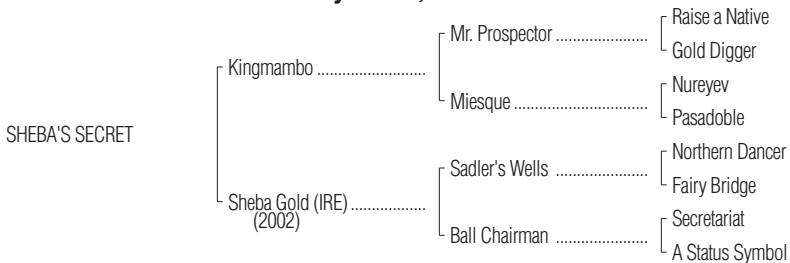 Raise a Native
Mr. Prospector ......................
Gold Digger
Kingmambo ..........................
Nureyev
Miesque ................................
Pasadoble
SHEBA'S SECRET
Northern Dancer
Sadler's Wells ......................
Fairy Bridge
Sheba Gold (IRE) ..................
(2002)
Secretariat
Ball Chairman ......................
A Status Symbol